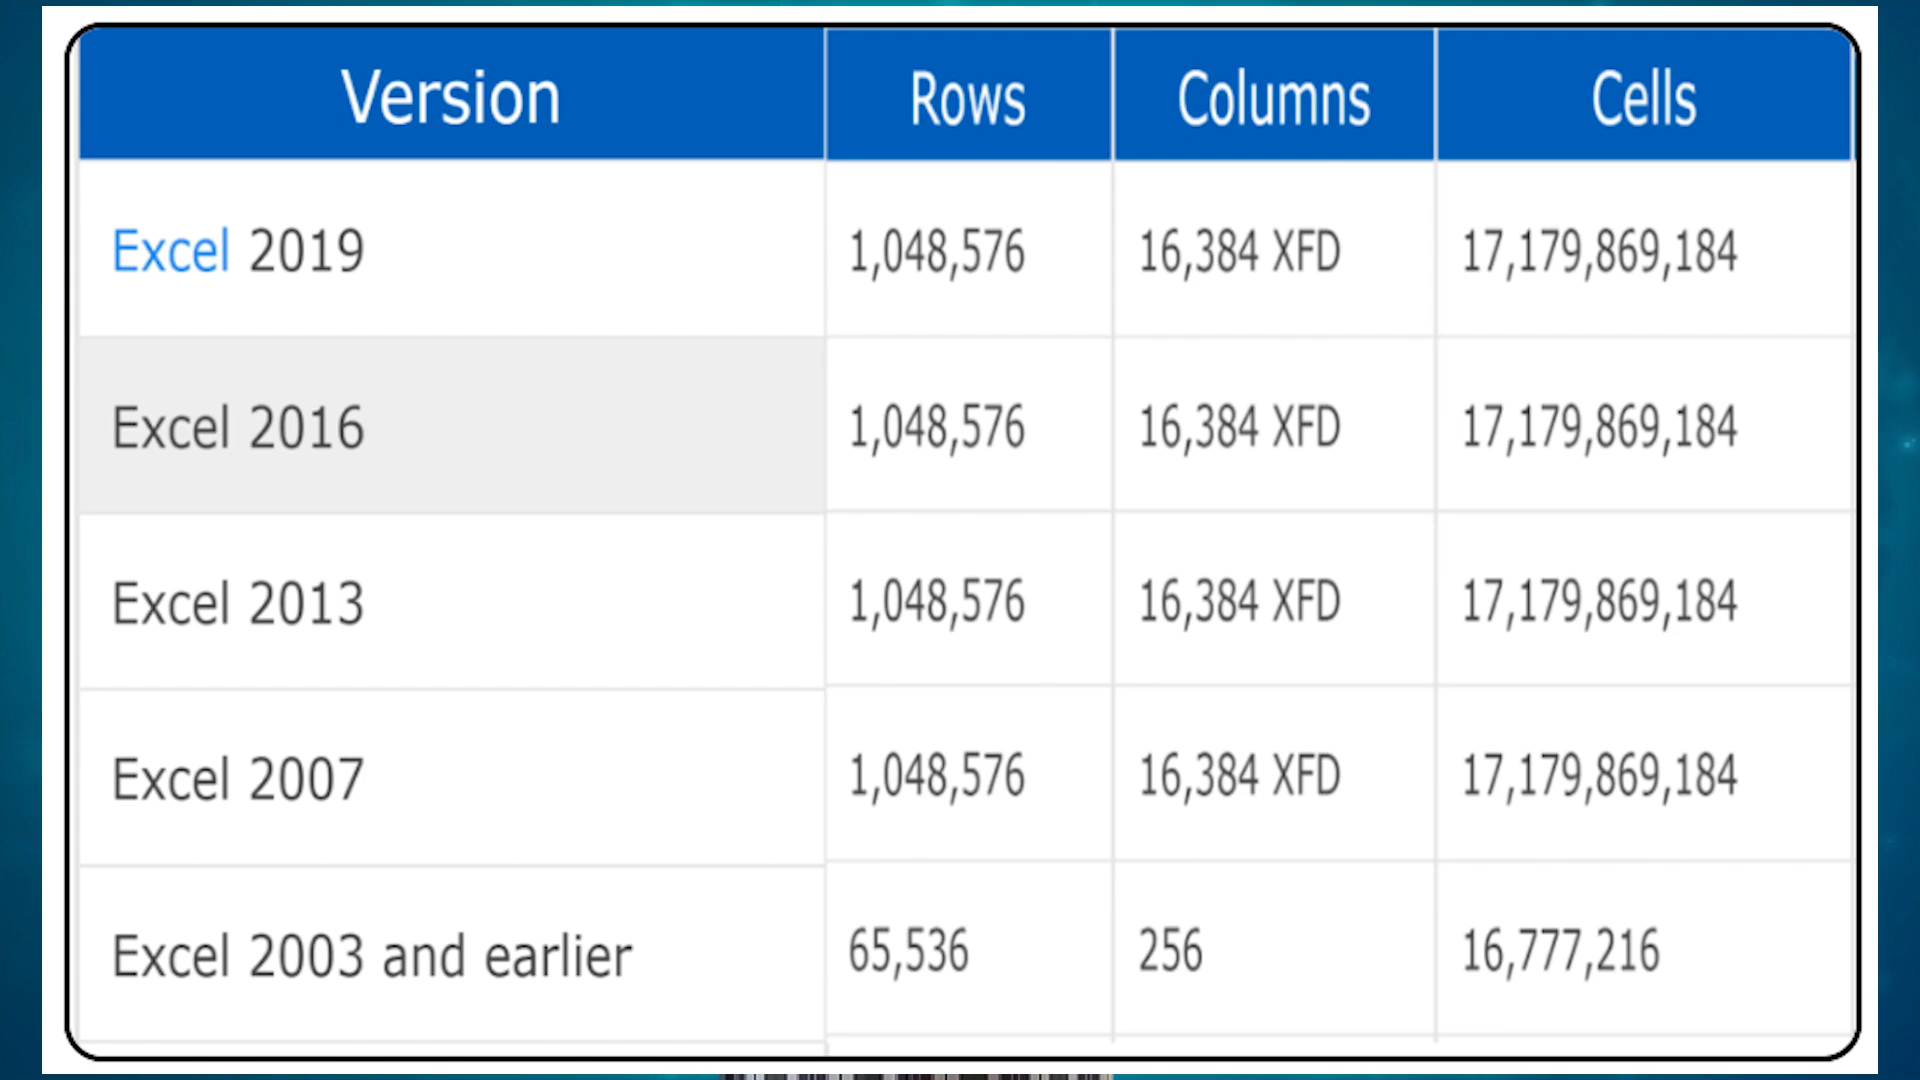 Version Rows Columns Cells
Excel 2019 1,048,576 16,384 XFD 17,179,869,184
Excel 2016 1,048,576 16,384 XFD 17,179,869,184
Excel 2013 1,048,576 16,384 XFD 17,179,869,184
Excel 2007 1,048,576 16,384 XFD 17,179,869,184
Excel 2003 and earlier 65,536 256 16,777,216